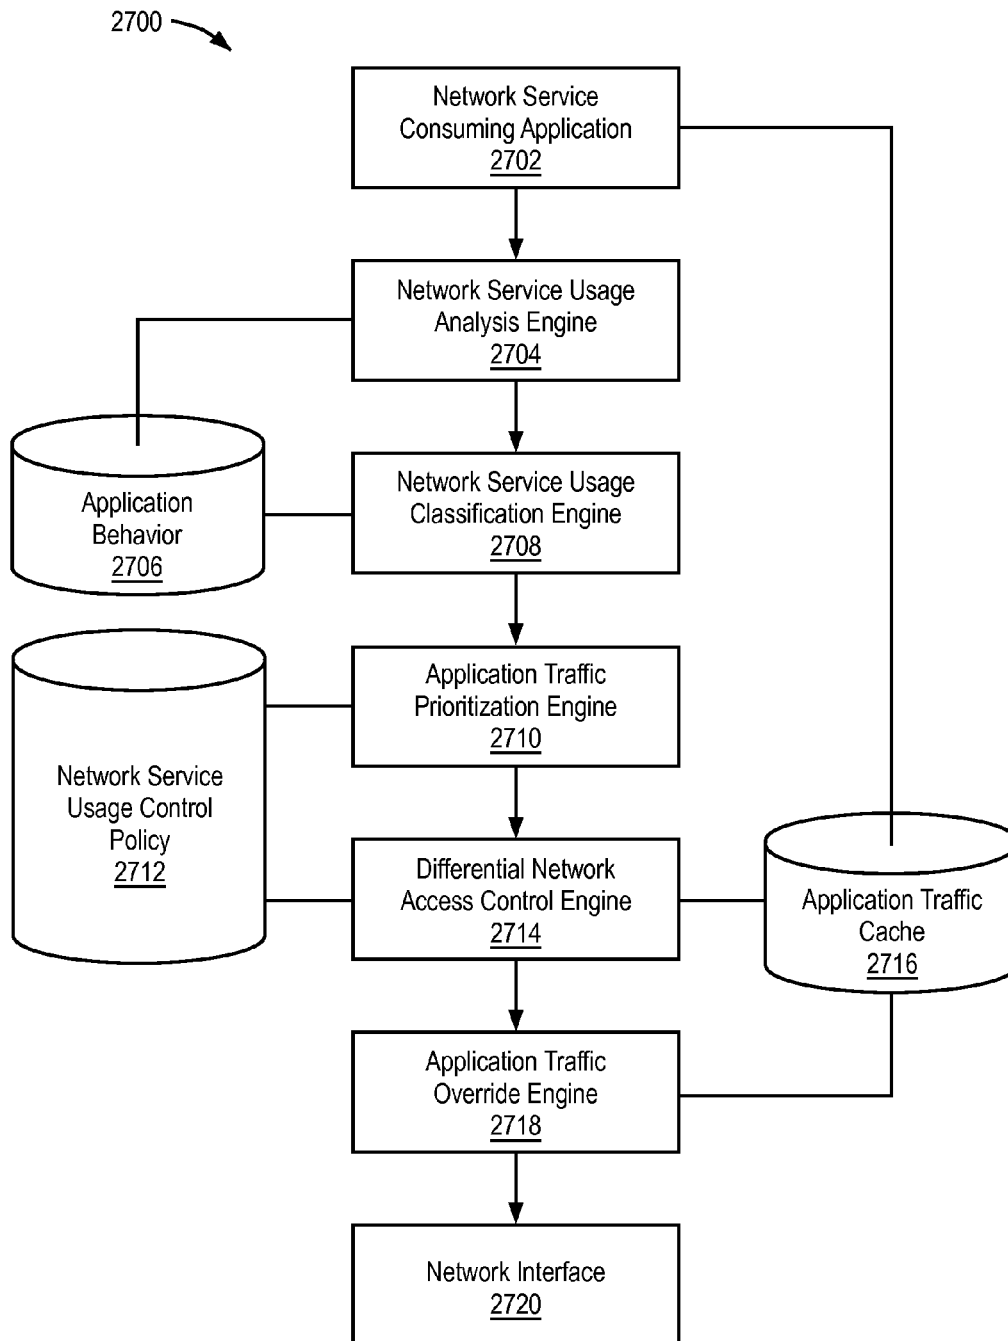 2700
Network Service
Consuming Application
2702
Network Service Usage
Analysis Engine
2704
Application
Behavior
2706
Network Service Usage
Classification Engine
2708
Application Traffic
Prioritization Engine
2710
Network Service
Usage Control
Policy
2712
Differential Network
Access Control Engine
2714
Application Traffic
Cache
2716
Application Traffic
Override Engine
2718
Network Interface
2720